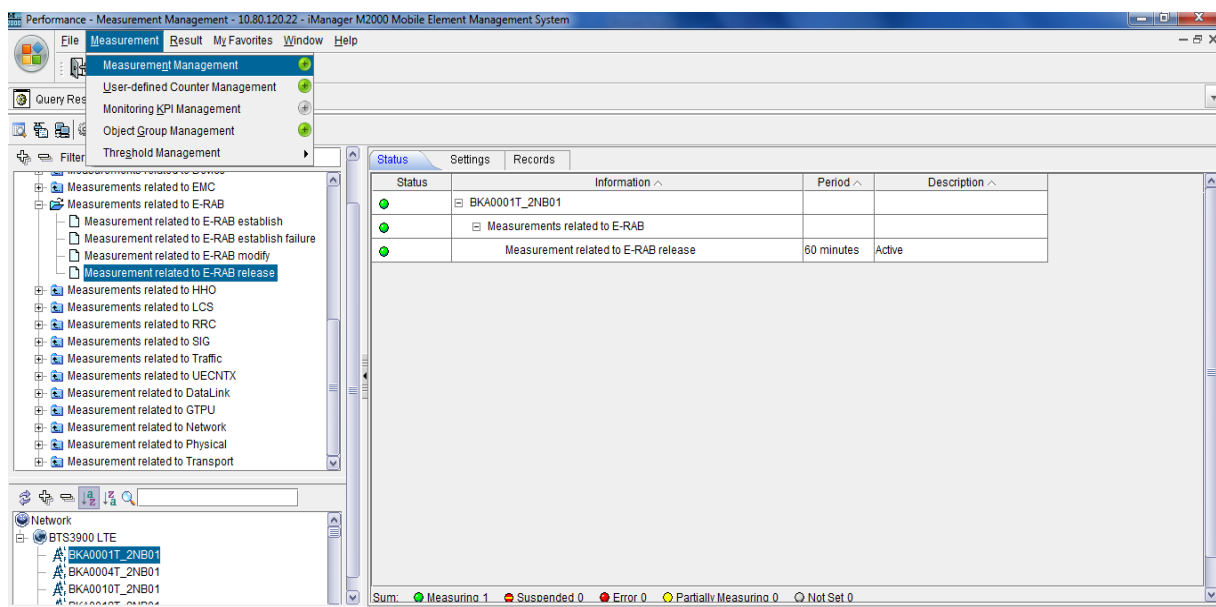 Performance - Measurement Management - 10.80.120.22 - iManager M2000 Mobile Element Management System
File Measurement Result My Favorites Window Help
Measurement Management
User-defined Counter Management
Monitoring KPI Management
Object Group Management
Threshold Management
Query Res
Filter
Measurements related to Device
Measurements related to EMC
Measurements related to E-RAB
Measurement related to E-RAB establish
Measurement related to E-RAB establish failure
Measurement related to E-RAB modify
Measurement related to E-RAB release
Measurements related to HHO
Measurements related to LCS
Measurements related to RRC
Measurements related to SIG
Measurements related to Traffic
Measurements related to UECNTX
Measurement related to DataLink
Measurement related to GTPU
Measurement related to Network
Measurement related to Physical
Measurement related to Transport
Network
BTS3900 LTE
BKA0001T_2NB01
BKA0004T_2NB01
BKA0010T_2NB01
Status Settings Records
Status Information Period Description
BKA0001T_2NB01
Measurements related to E-RAB
Measurement related to E-RAB release 60 minutes Active
Sum: Measuring 1 Suspended 0 Error 0 Partially Measuring 0 Not Set 0